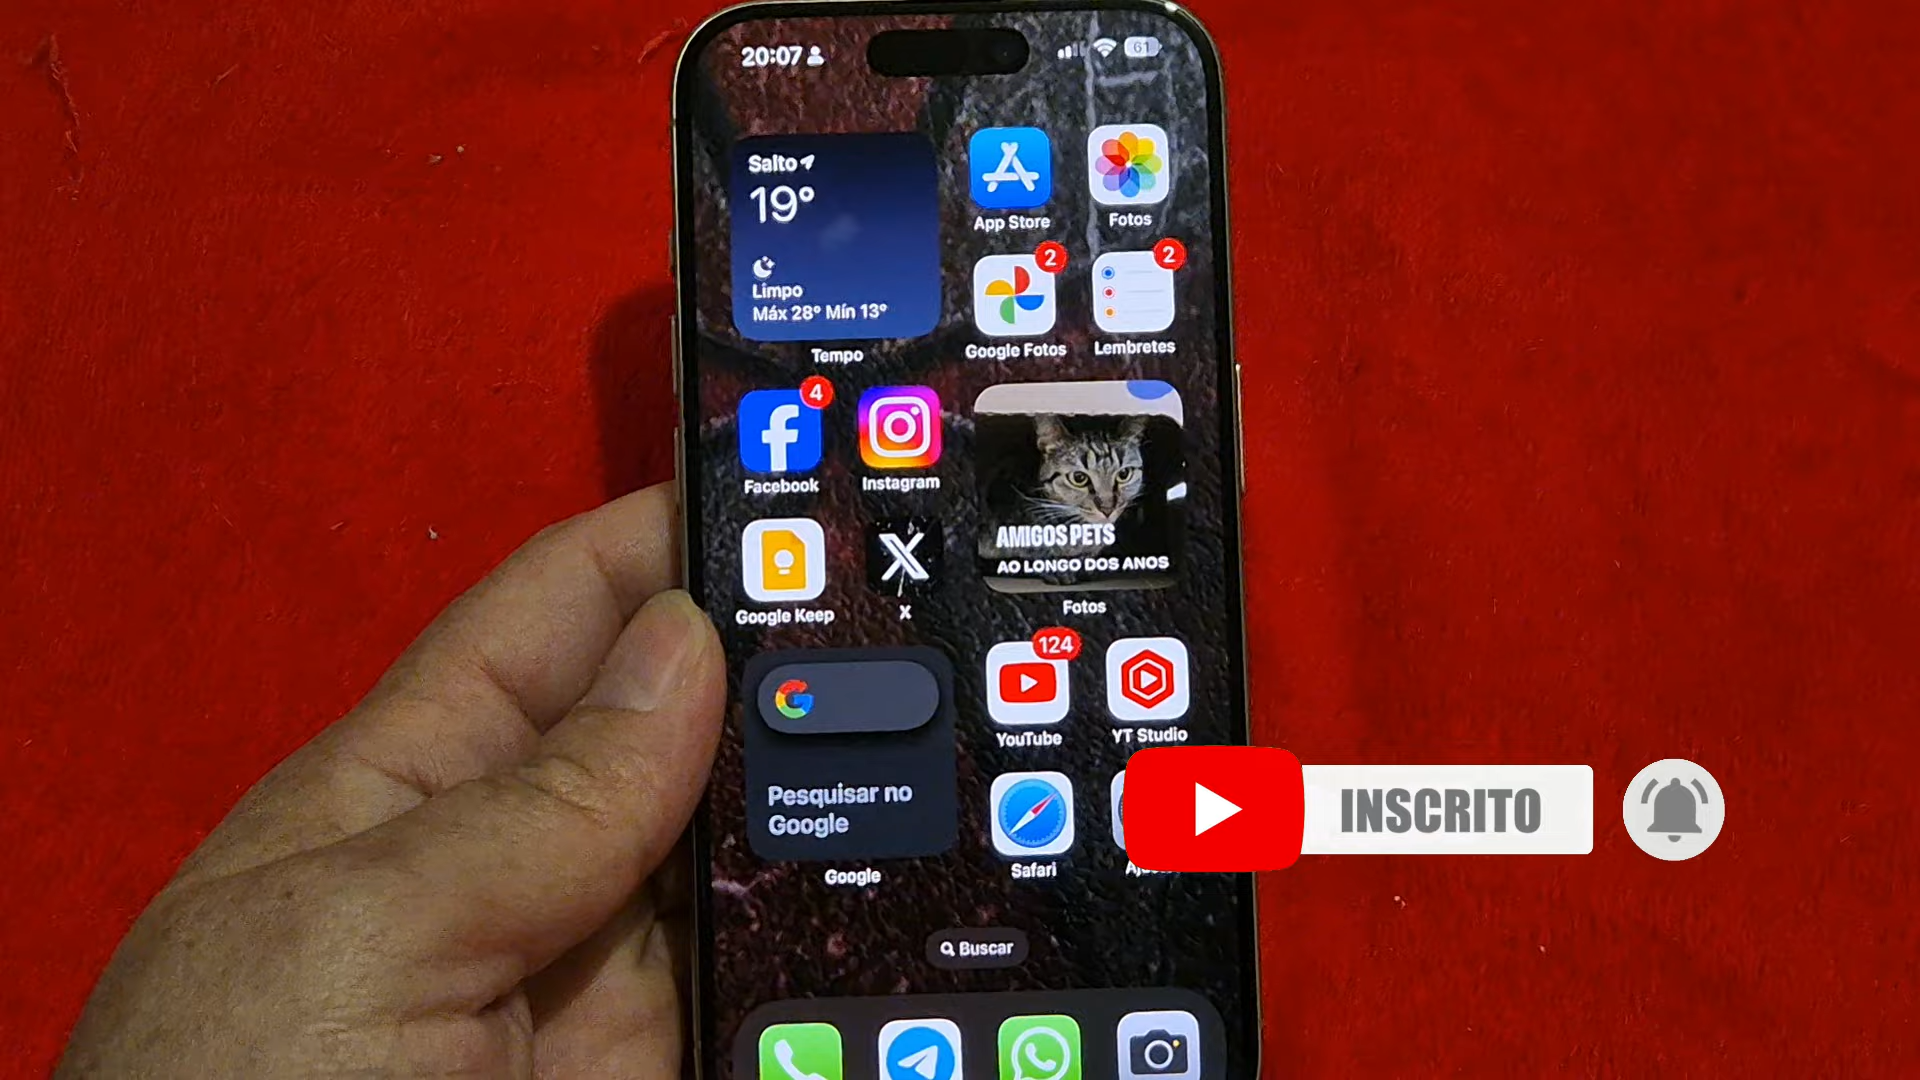 20:07
61
Salto
19°
Limpo
Máx 28° Mín 13°
Tempo
App Store
Fotos
2
2
Google Fotos
Lembretes
4
Facebook
Instagram
AMIGOS PETS
AO LONGO DOS ANOS
Fotos
Google Keep
X
124
YouTube
YT Studio
Pesquisar no
Google
Google
Safari
INSCRITO
Buscar